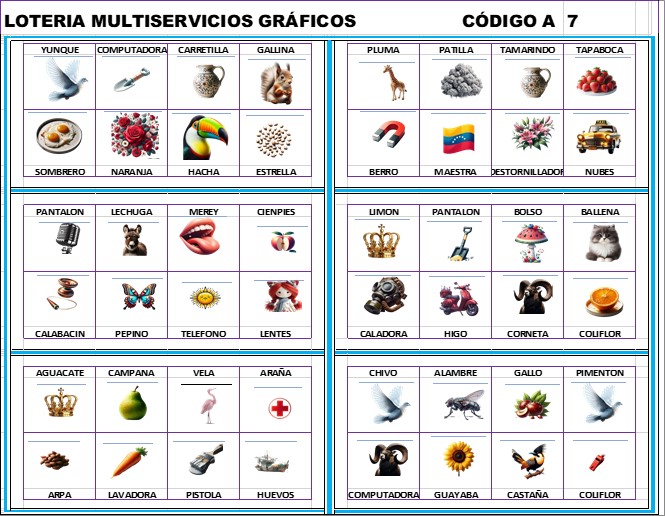 LOTERIA MULTISERVICIOS GRÁFICOS CÓDIGO A 7
YUNQUE COMPUTADORA CARRETILLA GALLINA
SOMBRERO NARANJA HACHA ESTRELLA
PLUMA PATILLA TAMARINDO TAPABOCA
BERRO MAESTRA DESTORNILLADOR NUBES
PANTALON LECHUGA MEREY CIENPIES
CALABACIN PEPINO TELEFONO LENTES
LIMON PANTALON BOLSO BALLENA
CALADORA HIGO CORNETA COLIFLOR
AGUACATE CAMPANA VELA ARAÑA
ARPA LAVADORA PISTOLA HUEVOS
CHIVO ALAMBRE GALLO PIMENTON
COMPUTADORA GUAYABA CASTAÑA COLIFLOR